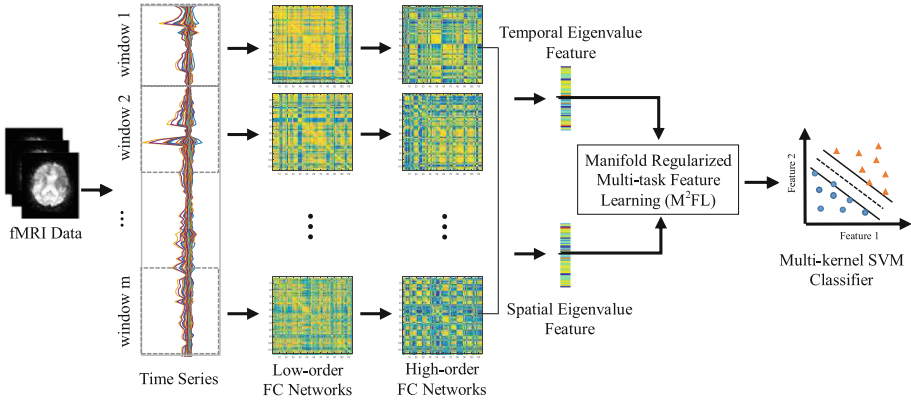 window 1
window 2
...
window m
fMRI Data
Time Series
Low-order
FC Networks
High-order
FC Networks
Temporal Eigenvalue
Feature
Spatial Eigenvalue
Feature
Manifold Regularized
Multi-task Feature
Learning (M²FL)
Feature 2
Feature 1
Multi-kernel SVM
Classifier